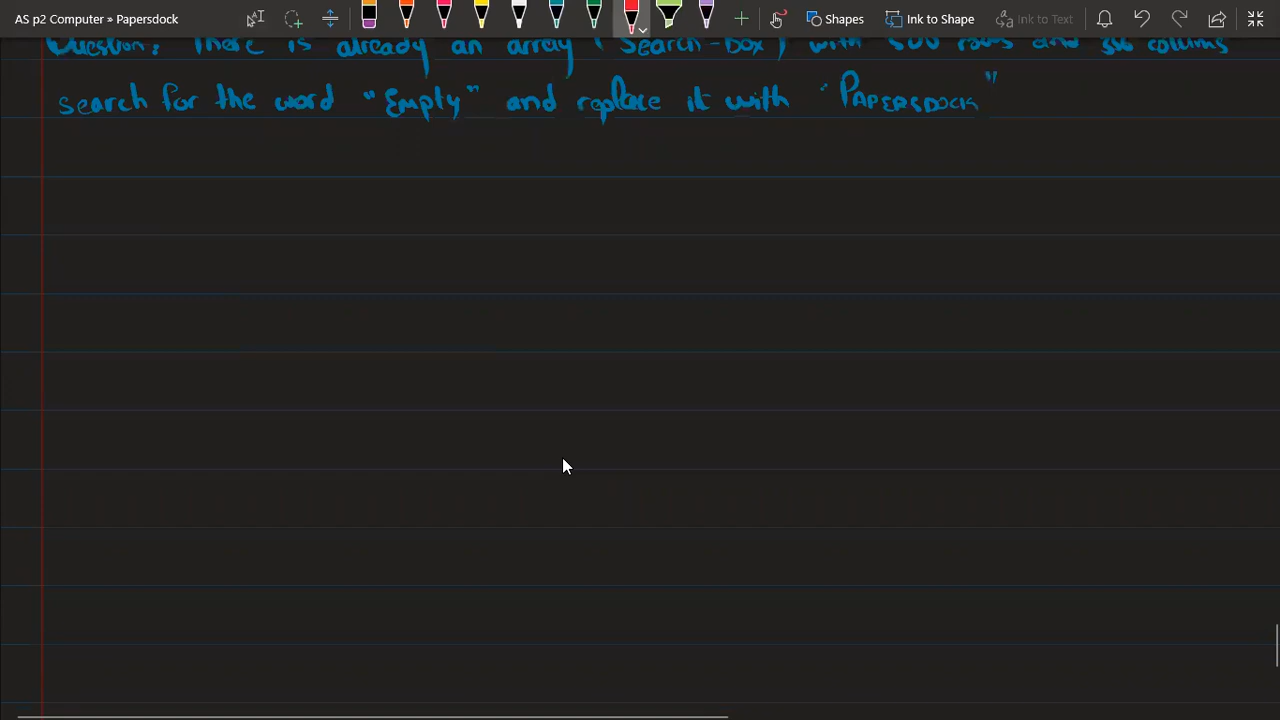 AS p2 Computer » Papersdock
Shapes
Ink to Shape
Ink to Text
Question: There is already an array (Search-Box) with 500 rows and columns
search for the word "Empty" and replace it with "PAPERSDOCK"